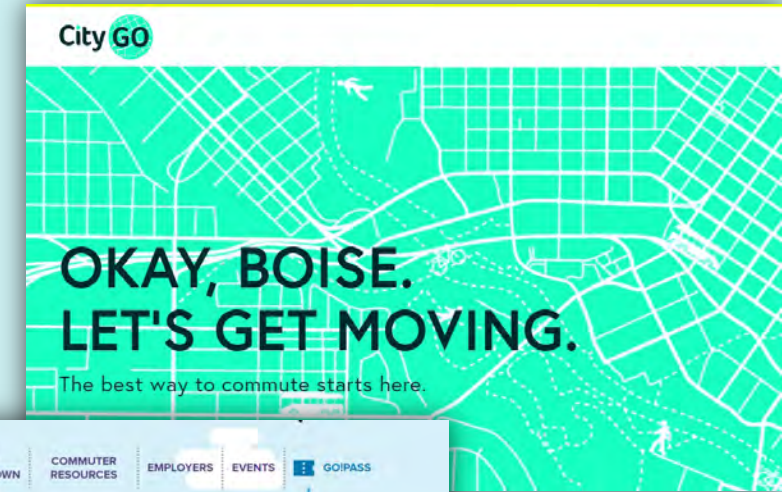 City GO
OKAY, BOISE.
LET'S GET MOVING.
The best way to commute starts here.
COMMUTER
RESOURCES
EMPLOYERS
EVENTS
GO!PASS